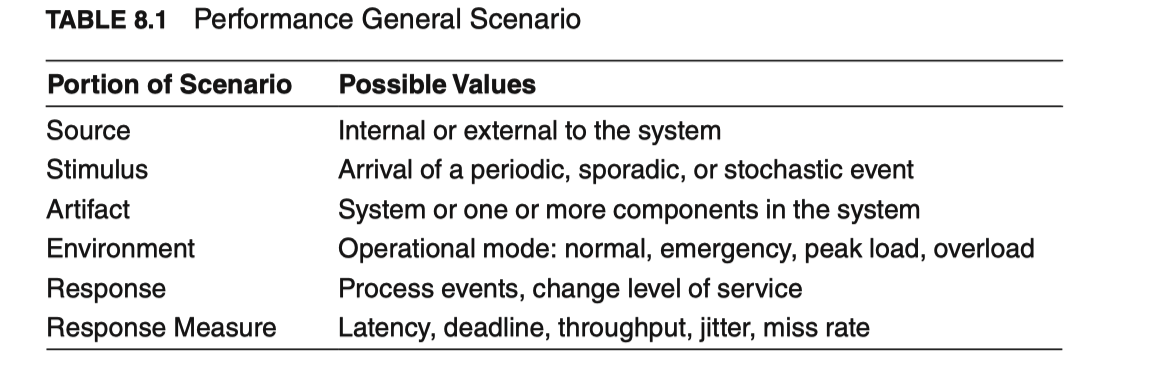 TABLE 8.1 Performance General Scenario
Portion of Scenario Possible Values
Source Internal or external to the system
Stimulus Arrival of a periodic, sporadic, or stochastic event
Artifact System or one or more components in the system
Environment Operational mode: normal, emergency, peak load, overload
Response Process events, change level of service
Response Measure Latency, deadline, throughput, jitter, miss rate